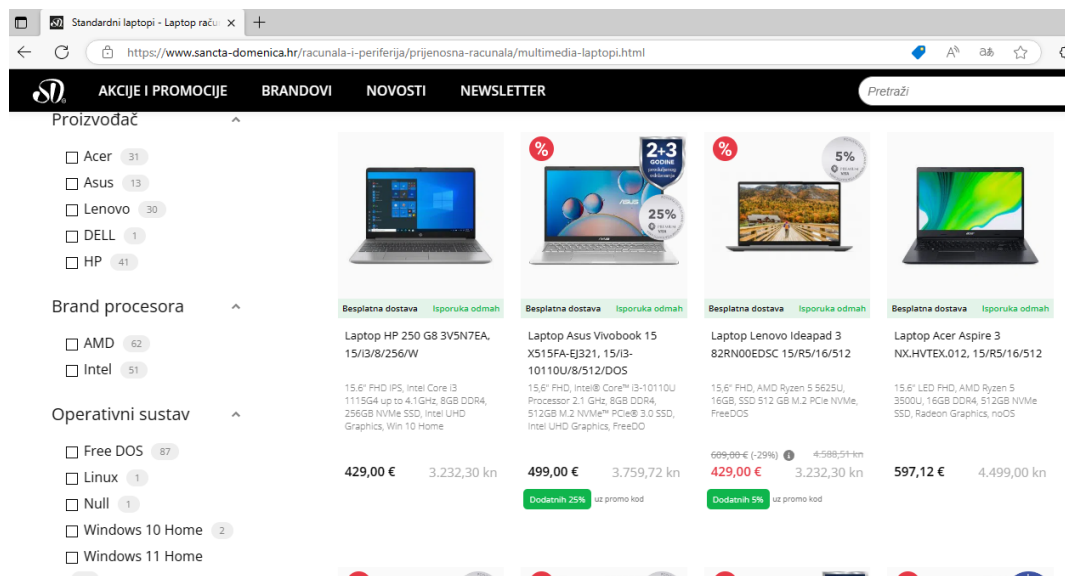 Standardni laptopi - Laptop raču
https://www.sancta-domenica.hr/racunala-i-periferija/prijenosna-racunala/multimedia-laptopi.html
SD
AKCIJE I PROMOCIJE
BRANDOVI
NOVOSTI
NEWSLETTER
Pretraži
Proizvođač
Acer 31
Asus 13
Lenovo 30
DELL 1
HP 41
Brand procesora
AMD 62
Intel 51
Operativni sustav
Free DOS 87
Linux 1
Null 1
Windows 10 Home 2
Windows 11 Home
Besplatna dostava Isporuka odmah
Laptop HP 250 G8 3V5N7EA,
15/i3/8/256/W
15.6" FHD IPS, Intel Core i3
1115G4 up to 4.1GHz, 8GB DDR4,
256GB NVMe SSD, Intel UHD
Graphics, Win 10 Home
429,00 € 3.232,30 kn
%
2+3
GODINE
25%
Besplatna dostava Isporuka odmah
Laptop Asus Vivobook 15
X515FA-EJ321, 15/i3-
10110U/8/512/DOS
15,6" FHD, Intel® Core™ i3-10110U
Processor 2.1 GHz, 8GB DDR4,
512GB M.2 NVMe™ PCIe® 3.0 SSD,
Intel UHD Graphics, FreeDO
499,00 € 3.759,72 kn
Dodatnih 25% uz promo kod
%
5%
Besplatna dostava Isporuka odmah
Laptop Lenovo Ideapad 3
82RN00EDSC 15/R5/16/512
15,6" FHD, AMD Ryzen 5 5625U,
16GB, SSD 512 GB M.2 PCIe NVMe,
FreeDOS
609,00 € (-29%) 4.588,51 kn
429,00 € 3.232,30 kn
Dodatnih 5% uz promo kod
Besplatna dostava Isporuka odmah
Laptop Acer Aspire 3
NX.HVTEX.012, 15/R5/16/512
15.6" LED FHD, AMD Ryzen 5
3500U, 16GB DDR4, 512GB NVMe
SSD, Radeon Graphics, noOS
597,12 € 4.499,00 kn